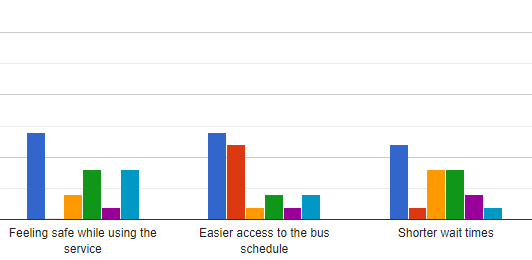 Feeling safe while using the
service
Easier access to the bus
schedule
Shorter wait times